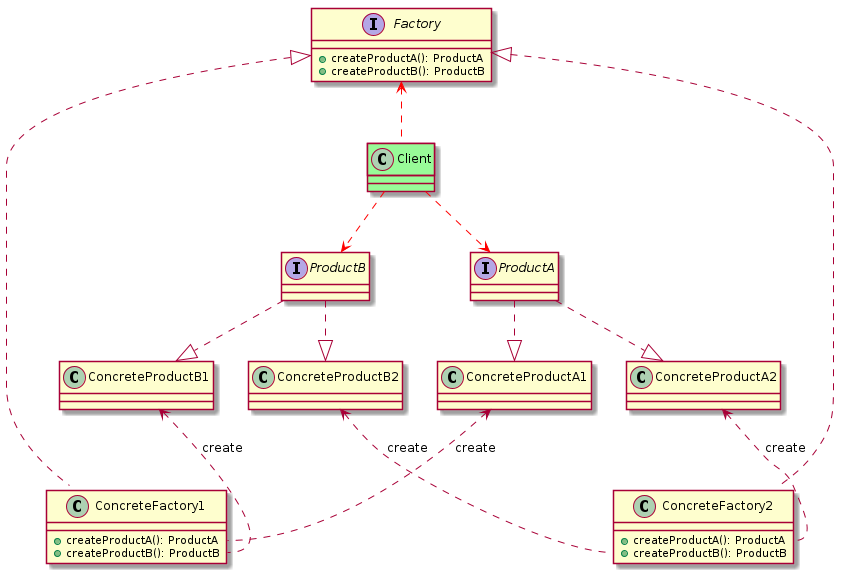 I Factory
createProductA(): ProductA
createProductB(): ProductB
C Client
I ProductB
I ProductA
C ConcreteProductB1
C ConcreteProductB2
C ConcreteProductA1
C ConcreteProductA2
create
create
create
create
C ConcreteFactory1
createProductA(): ProductA
createProductB(): ProductB
C ConcreteFactory2
createProductA(): ProductA
createProductB(): ProductB